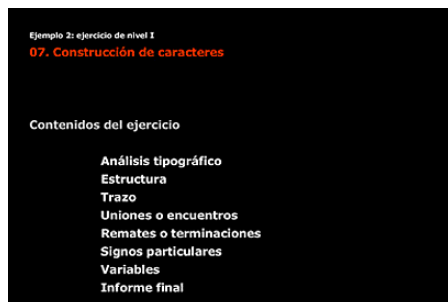 Ejemplo 2: ejercicio de nivel I
07. Construcción de caracteres
Contenidos del ejercicio
Análisis tipográfico
Estructura
Trazo
Uniones o encuentros
Remates o terminaciones
Signos particulares
Variables
Informe final